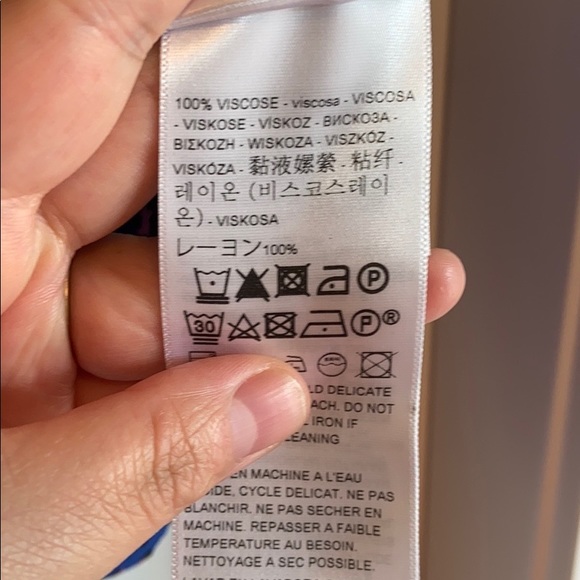 100% VISCOSE - viscosa - VISCOSA
- VISKOSE - VİSKOZ - ВИСКОЗА -
ΒΙΣΚΟΖΗ - WISKOZA - VISZKÓZ -
VISKÓZA - 黏液嫘縈 - 粘纤 -
레이온 (비스코스레이
온) - VISKOSA
レーヨン100%
P
30 P®
LD DELICATE
ACH. DO NOT
IRON IF
LEANING
EN MACHINE A L'EAU
CYCLE DELICAT. NE PAS
BLANCHIR. NE PAS SECHER EN
MACHINE. REPASSER A FAIBLE
TEMPERATURE AU BESOIN.
NETTOYAGE A SEC POSSIBLE.